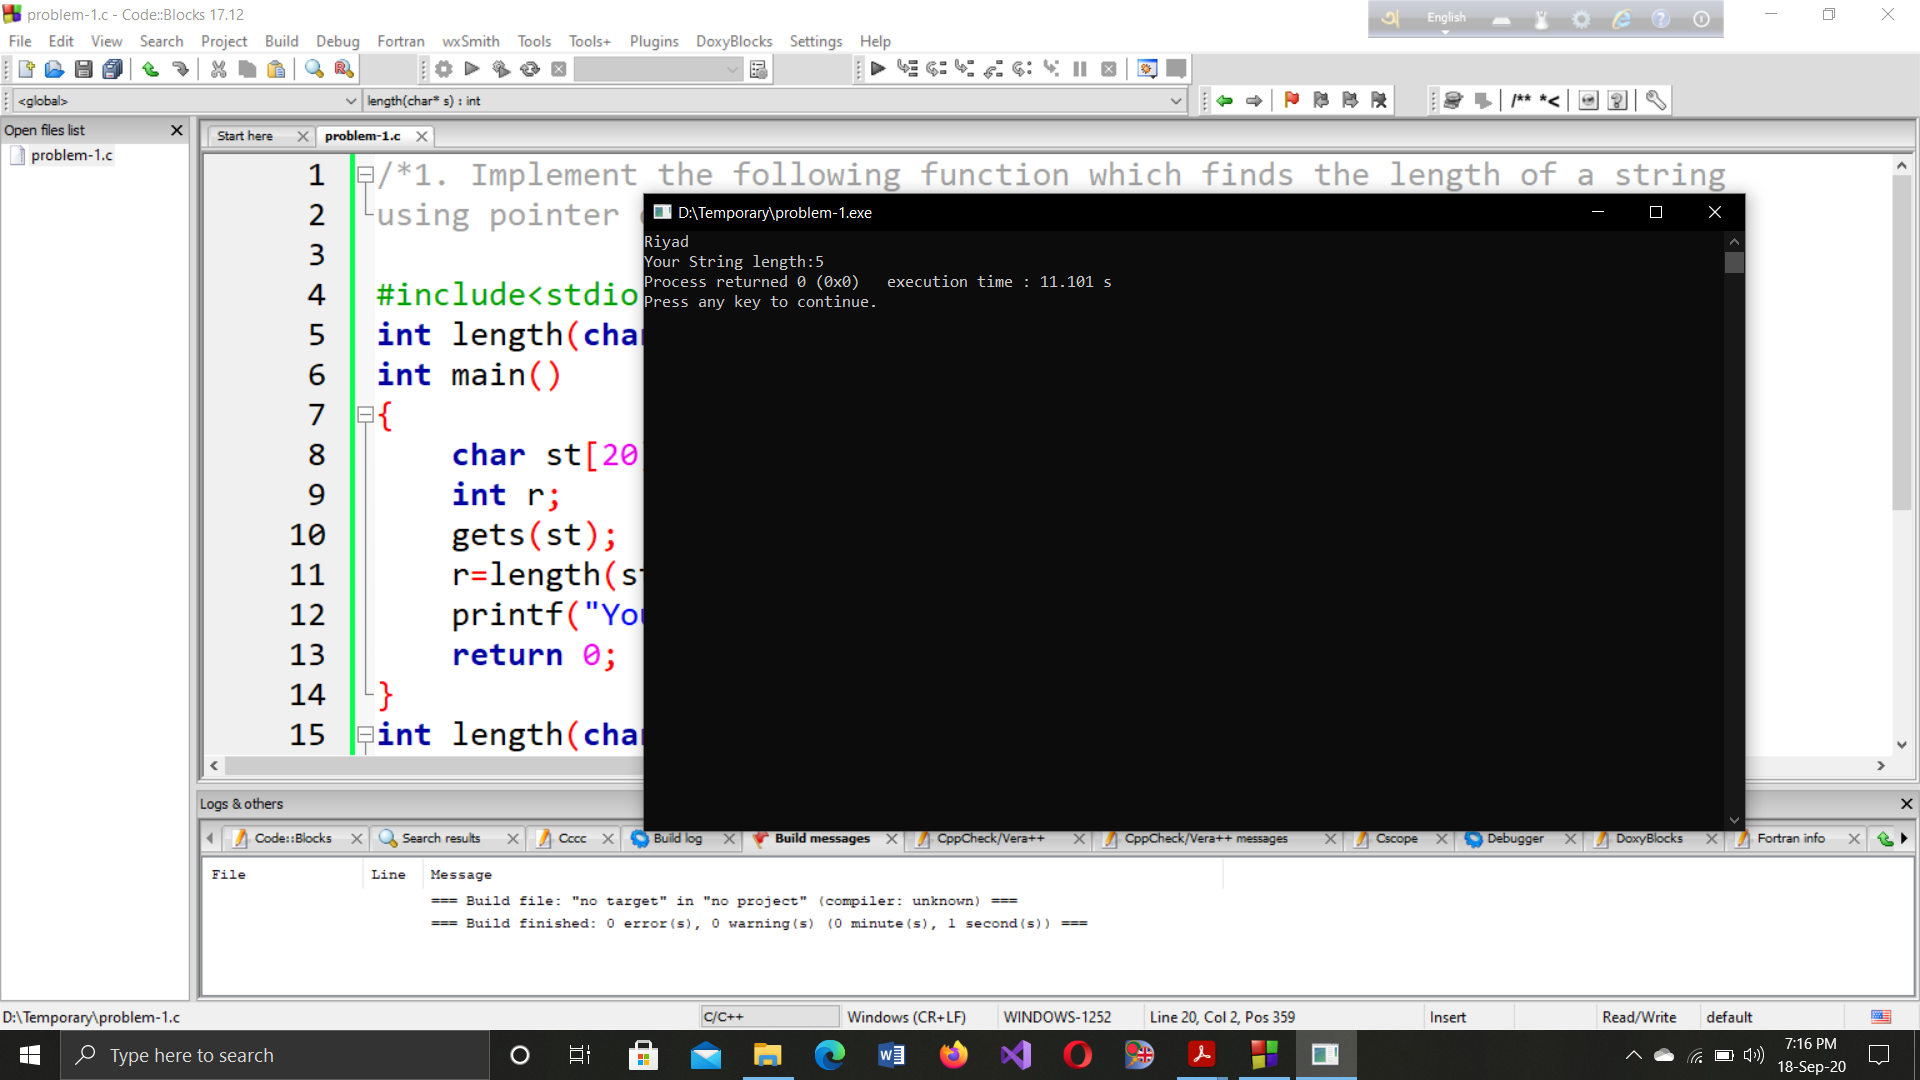 problem-1.c - Code::Blocks 17.12
English
File Edit View Search Project Build Debug Fortran wxSmith Tools Tools+ Plugins DoxyBlocks Settings Help
<global>
length(char* s) : int
/** *<
Open files list
problem-1.c
Start here
problem-1.c
1 /*1. Implement the following function which finds the length of a string
2 using pointer
3
4 #include<stdio
5 int length(char
6 int main()
7 {
8 char st[20]
9 int r;
10 gets(st);
11 r=length(st
12 printf("You
13 return 0;
14 }
15 int length(char
D:\Temporary\problem-1.exe
Riyad
Your String length:5
Process returned 0 (0x0) execution time : 11.101 s
Press any key to continue.
Logs & others
Code::Blocks Search results Cccc Build log Build messages CppCheck/Vera++ CppCheck/Vera++ messages Cscope Debugger DoxyBlocks Fortran info
File Line Message
=== Build file: "no target" in "no project" (compiler: unknown) ===
=== Build finished: 0 error(s), 0 warning(s) (0 minute(s), 1 second(s)) ===
D:\Temporary\problem-1.c C/C++ Windows (CR+LF) WINDOWS-1252 Line 20, Col 2, Pos 359 Insert Read/Write default
Type here to search
7:16 PM
18-Sep-20